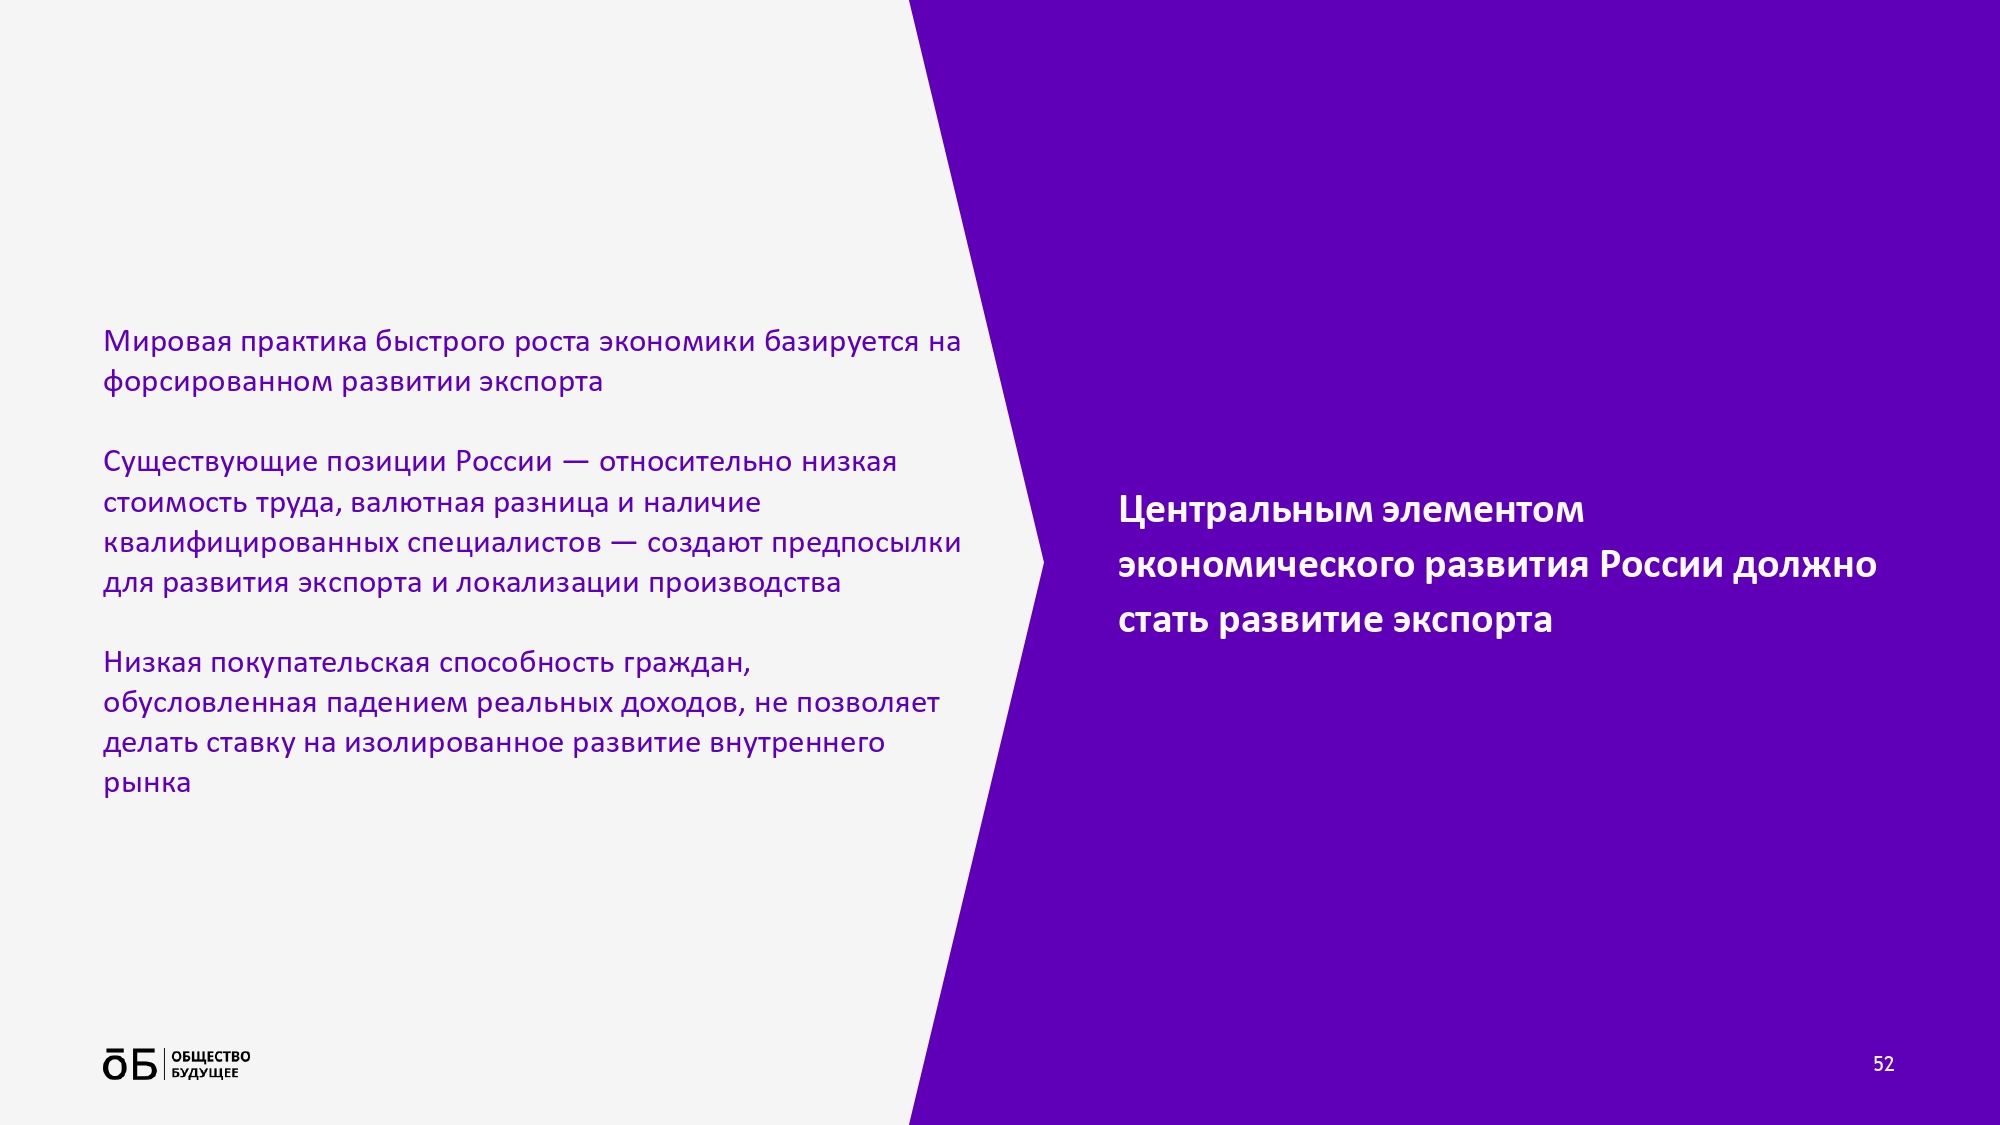 Мировая практика быстрого роста экономики базируется на
форсированном развитии экспорта
Существующие позиции России — относительно низкая
стоимость труда, валютная разница и наличие
квалифицированных специалистов — создают предпосылки
для развития экспорта и локализации производства
Низкая покупательская способность граждан,
обусловленная падением реальных доходов, не позволяет
делать ставку на изолированное развитие внутреннего
рынка
Центральным элементом
экономического развития России должно
стать развитие экспорта
ōБ
ОБЩЕСТВО
БУДУЩЕЕ
52